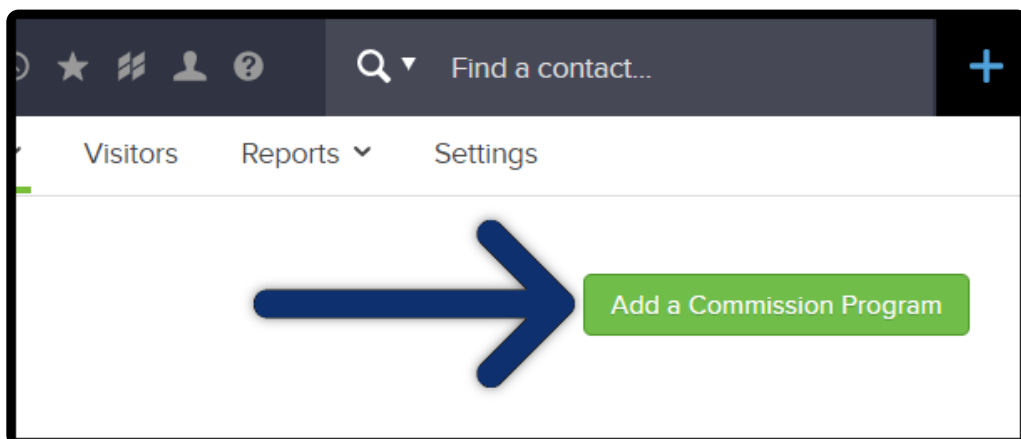 Find a contact...
Visitors Reports Settings
Add a Commission Program